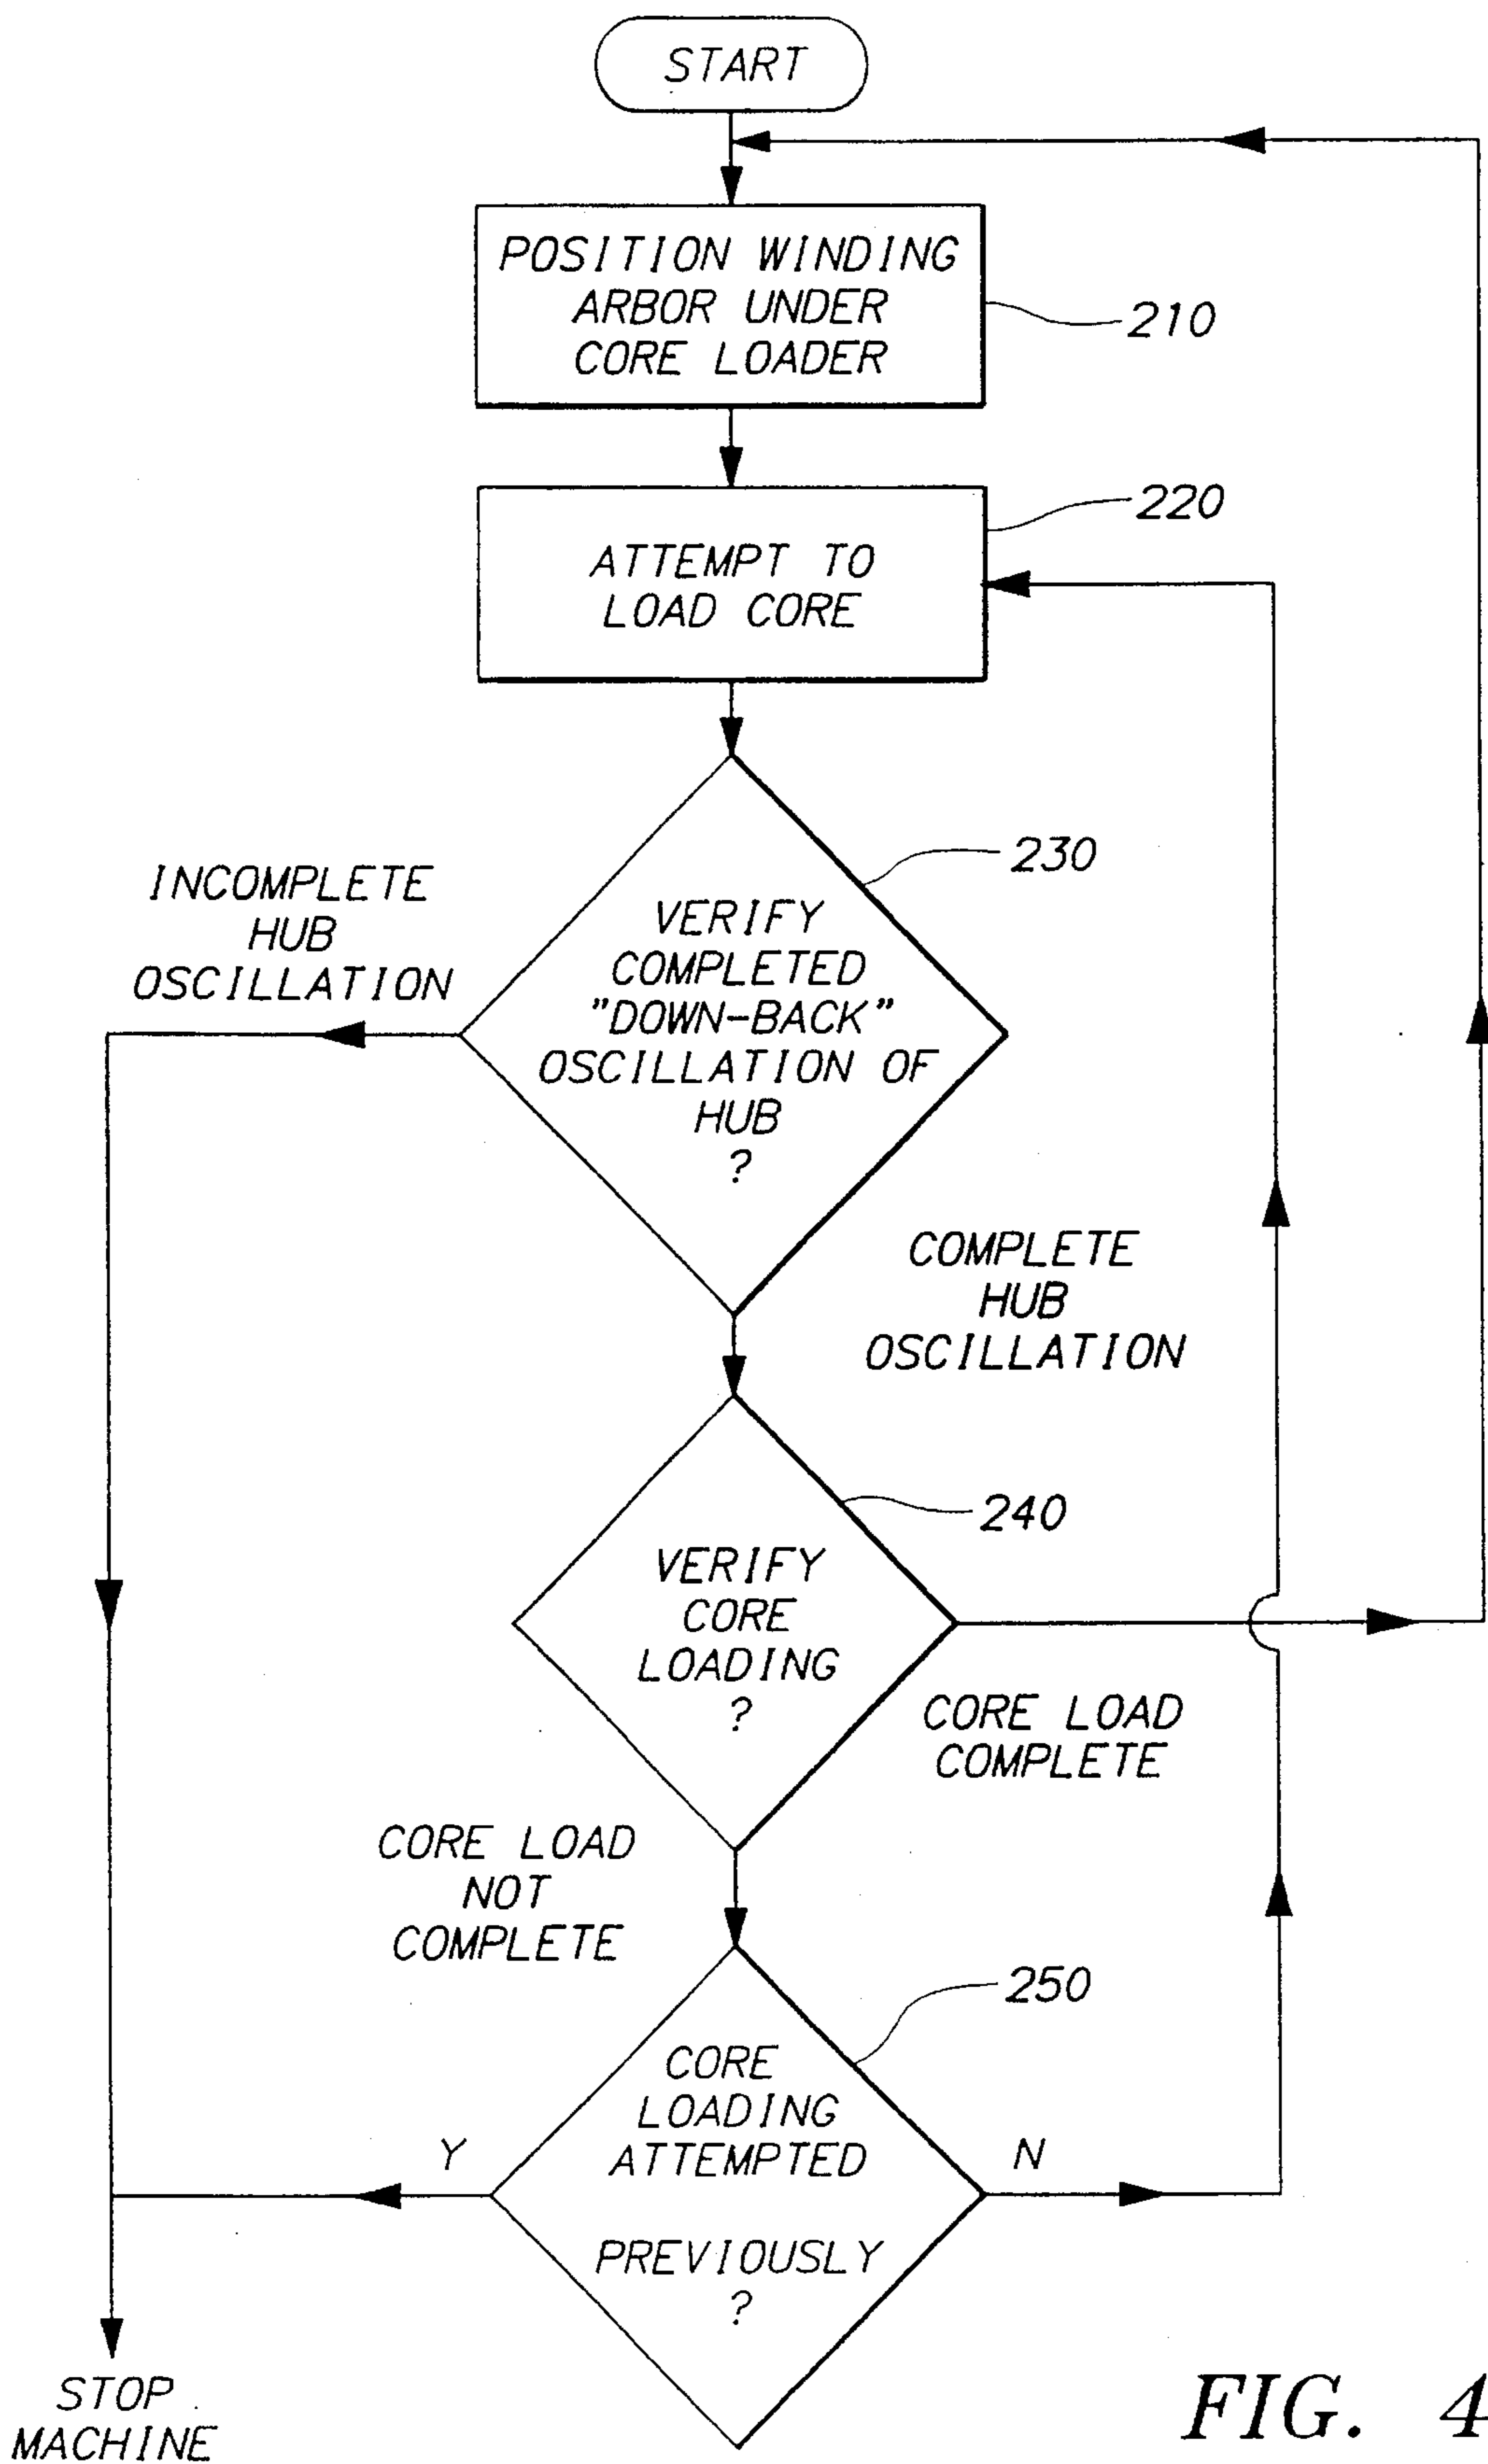 START
POSITION WINDING
ARBOR UNDER
CORE LOADER
210
220
ATTEMPT TO
LOAD CORE
230
INCOMPLETE
HUB
OSCILLATION
VERIFY
COMPLETED
"DOWN-BACK"
OSCILLATION OF
HUB
?
COMPLETE
HUB
OSCILLATION
240
VERIFY
CORE
LOADING
?
CORE LOAD
COMPLETE
CORE LOAD
NOT
COMPLETE
250
CORE
LOADING
ATTEMPTED
PREVIOUSLY
?
Y
N
STOP
MACHINE
FIG. 4